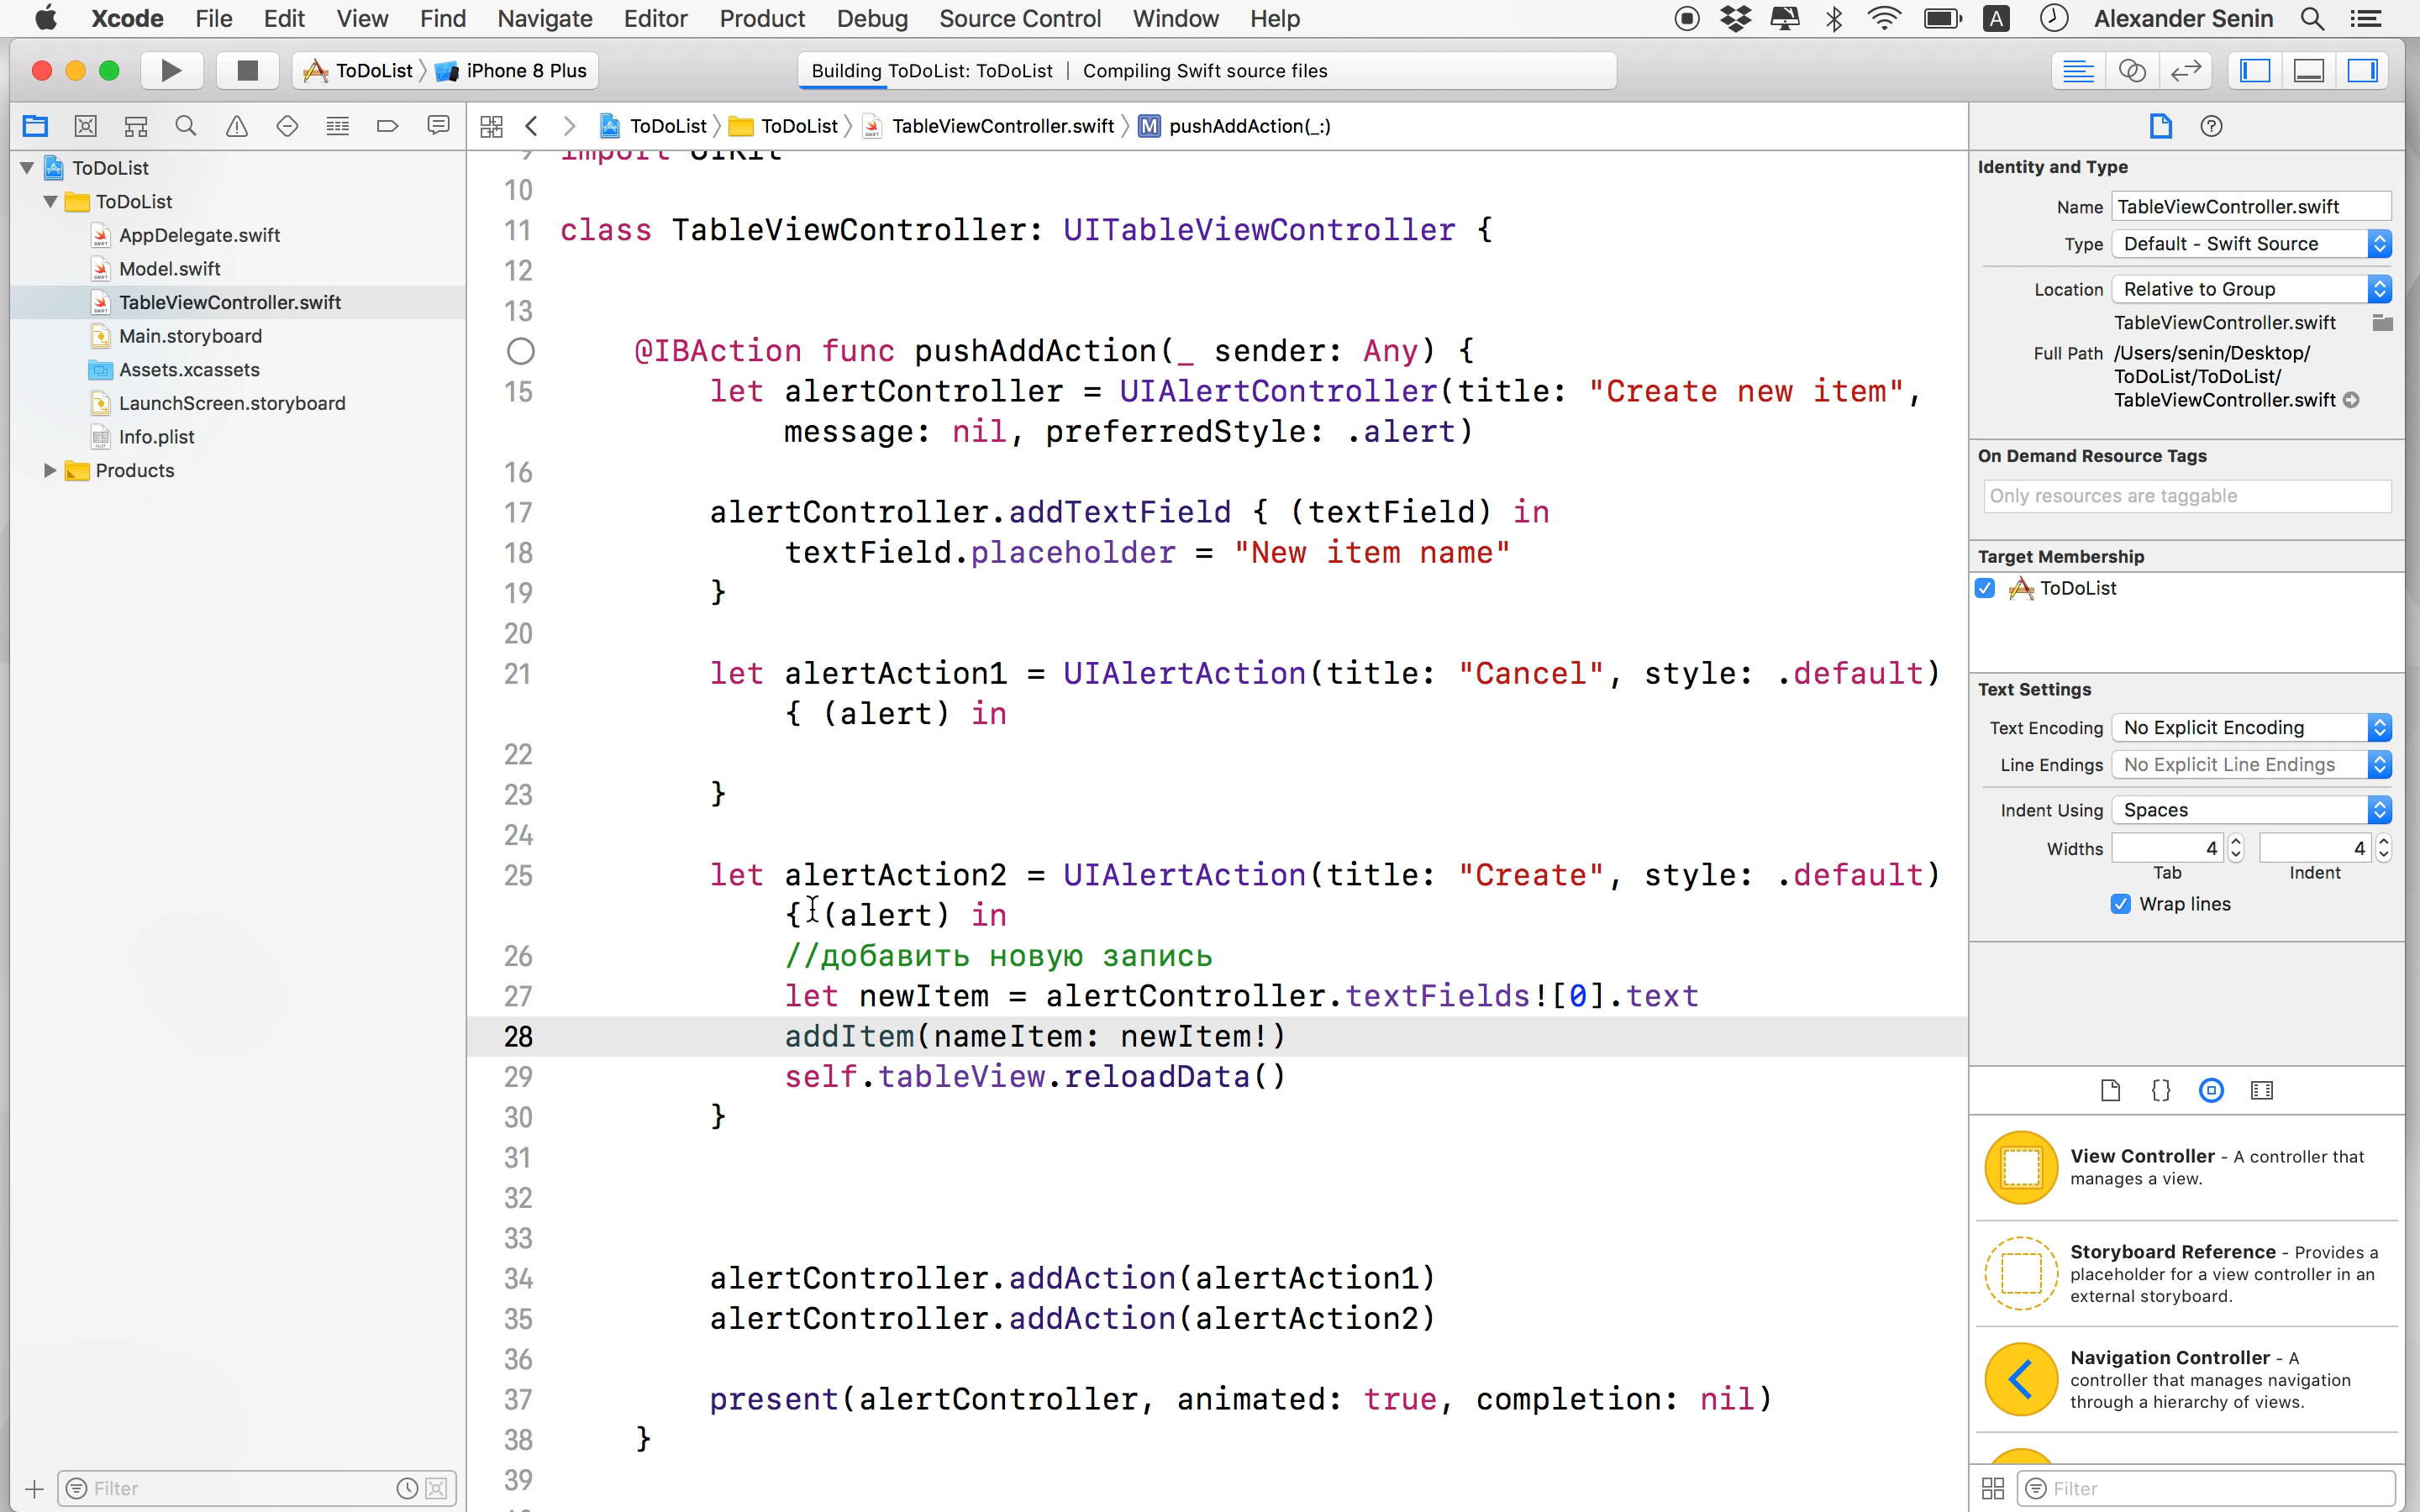 Xcode File Edit View Find Navigate Editor Product Debug Source Control Window Help A Alexander Senin
ToDoList iPhone 8 Plus Building ToDoList: ToDoList | Compiling Swift source files
ToDoList ToDoList TableViewController.swift M pushAddAction(_:)
ToDoList
ToDoList
AppDelegate.swift
Model.swift
TableViewController.swift
Main.storyboard
Assets.xcassets
LaunchScreen.storyboard
Info.plist
Products
Filter
9 import UIKit
10
11 class TableViewController: UITableViewController {
12
13
@IBAction func pushAddAction(_ sender: Any) {
15 let alertController = UIAlertController(title: "Create new item",
message: nil, preferredStyle: .alert)
16
17 alertController.addTextField { (textField) in
18 textField.placeholder = "New item name"
19 }
20
21 let alertAction1 = UIAlertAction(title: "Cancel", style: .default)
{ (alert) in
22
23 }
24
25 let alertAction2 = UIAlertAction(title: "Create", style: .default)
{ (alert) in
26 //добавить новую запись
27 let newItem = alertController.textFields![0].text
28 addItem(nameItem: newItem!)
29 self.tableView.reloadData()
30 }
31
32
33
34 alertController.addAction(alertAction1)
35 alertController.addAction(alertAction2)
36
37 present(alertController, animated: true, completion: nil)
38 }
39
Identity and Type
Name TableViewController.swift
Type Default - Swift Source
Location Relative to Group
TableViewController.swift
Full Path /Users/senin/Desktop/
ToDoList/ToDoList/
TableViewController.swift
On Demand Resource Tags
Only resources are taggable
Target Membership
ToDoList
Text Settings
Text Encoding No Explicit Encoding
Line Endings No Explicit Line Endings
Indent Using Spaces
Widths 4 4
Tab Indent
Wrap lines
{}
View Controller - A controller that
manages a view.
Storyboard Reference - Provides a
placeholder for a view controller in an
external storyboard.
Navigation Controller - A
controller that manages navigation
through a hierarchy of views.
Filter